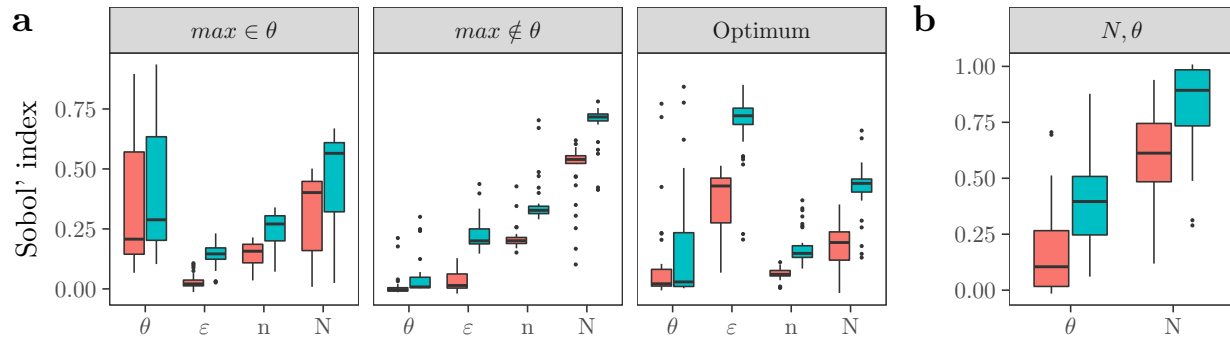 a
b
max ∈ θ
max ∉ θ
Optimum
N, θ
Sobol’ index
0.75
0.50
0.25
0.00
1.00
0.75
0.50
0.25
0.00
θ ε n N
θ ε n N
θ ε n N
θ N